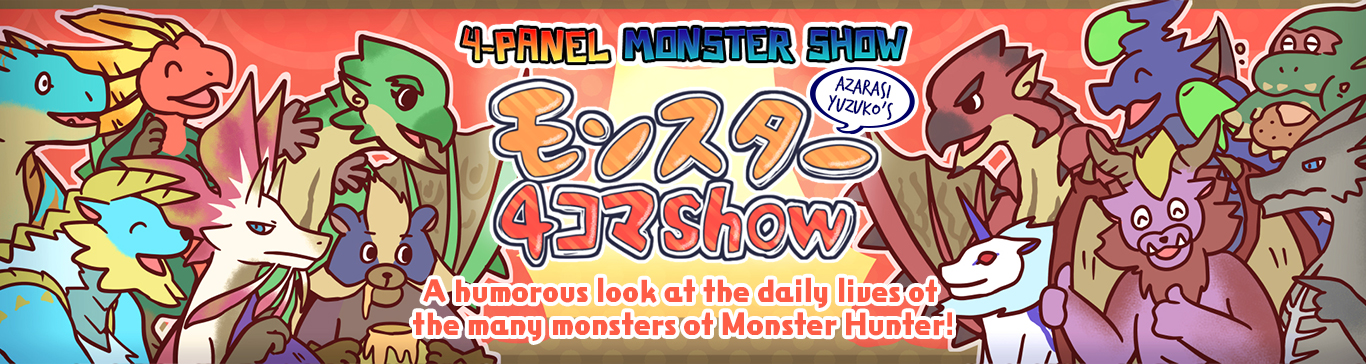 4-PANEL MONSTER SHOW
AZARASI
YUZUKO'S
モンスター
4コマshow
A humorous look at the daily lives of
the many monsters of Monster Hunter!